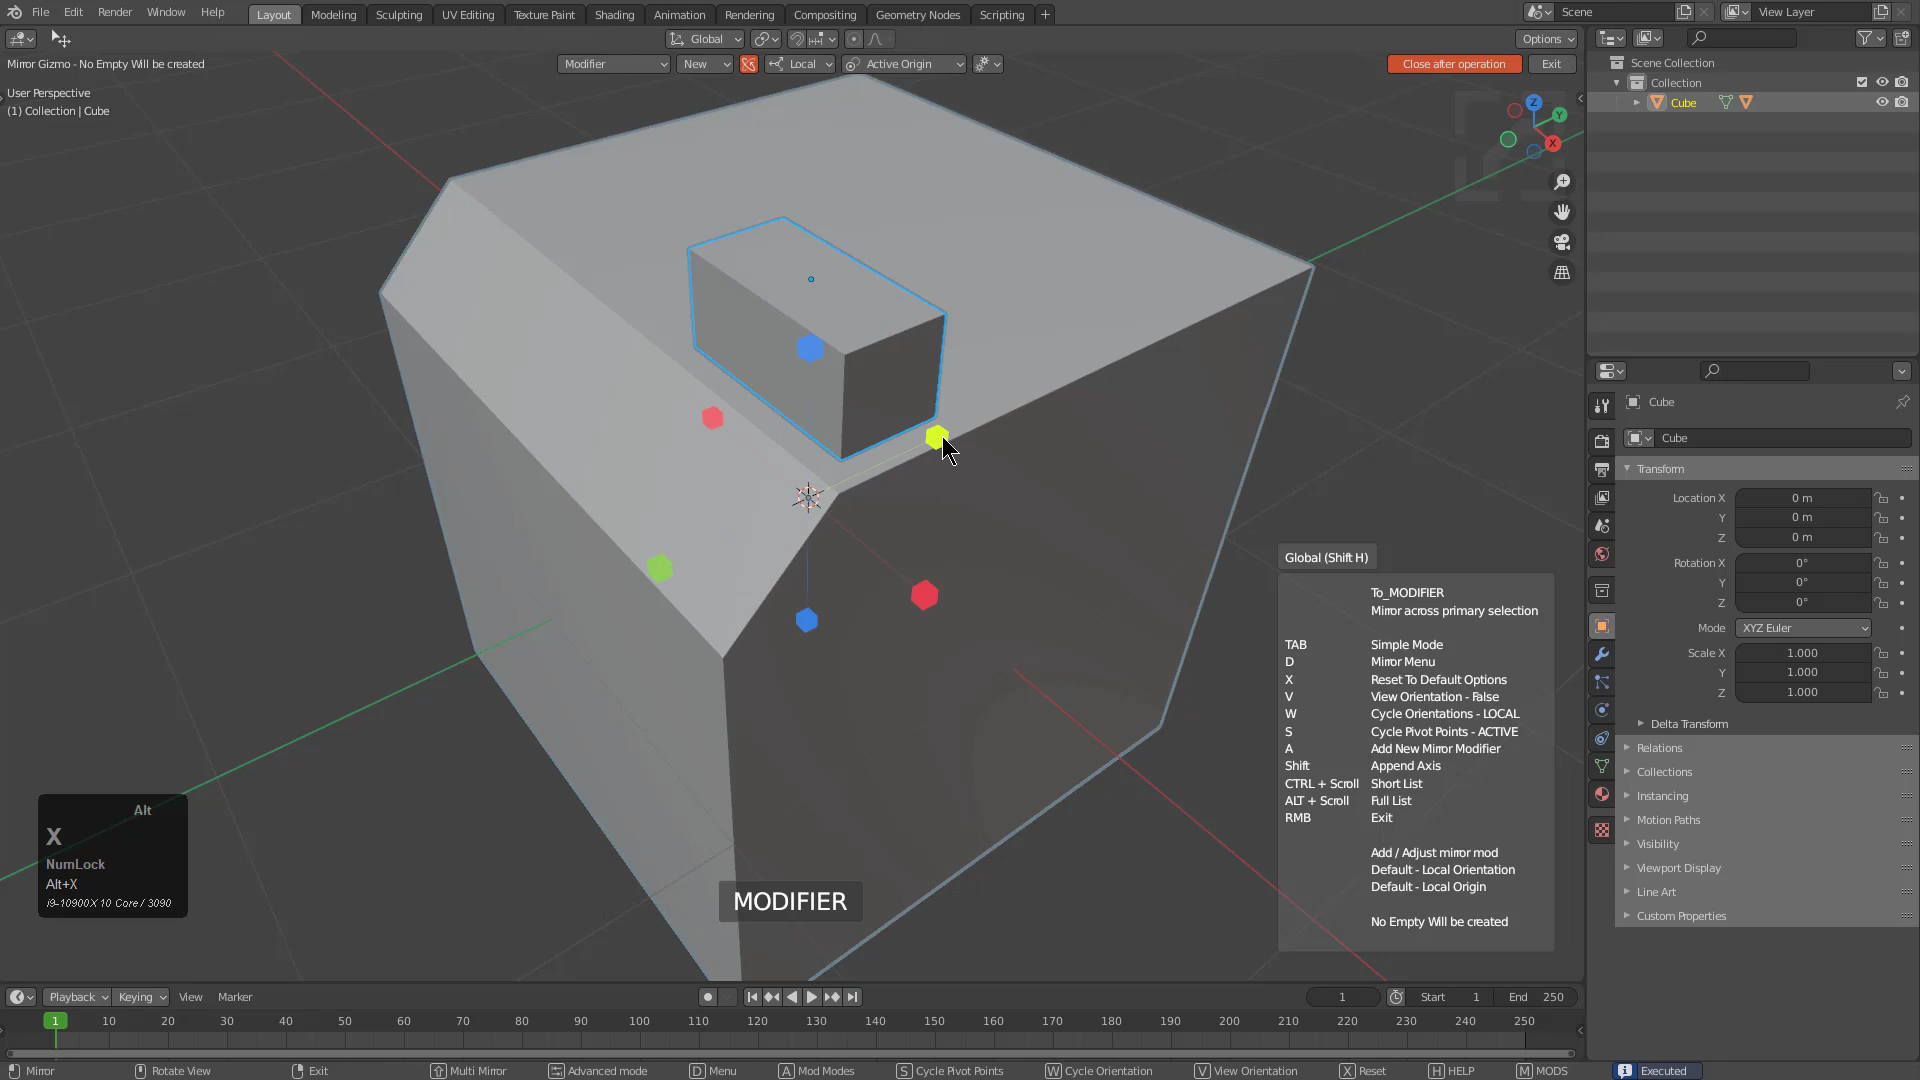 File Edit Render Window Help Layout Modeling Sculpting UV Editing Texture Paint Shading Animation Rendering Compositing Geometry Nodes Scripting + Scene View Layer
Global Options
Mirror Gizmo - No Empty Will be created Modifier New Local Active Origin Close after operation Exit
User Perspective
(1) Collection | Cube
Z
Y
X
Scene Collection
Collection
Cube
Cube
Cube
Transform
Location X 0 m
Y 0 m
Z 0 m
Rotation X 0°
Y 0°
Z 0°
Mode XYZ Euler
Scale X 1.000
Y 1.000
Z 1.000
Delta Transform
Relations
Collections
Instancing
Motion Paths
Visibility
Viewport Display
Line Art
Custom Properties
Global (Shift H)
To_MODIFIER
Mirror across primary selection
TAB Simple Mode
D Mirror Menu
X Reset To Default Options
V View Orientation - False
W Cycle Orientations - LOCAL
S Cycle Pivot Points - ACTIVE
A Add New Mirror Modifier
Shift Append Axis
CTRL + Scroll Short List
ALT + Scroll Full List
RMB Exit
Add / Adjust mirror mod
Default - Local Orientation
Default - Local Origin
No Empty Will be created
Alt
X
NumLock
Alt+X
i9-10900X 10 Core / 3090
MODIFIER
Playback Keying View Marker 1 Start 1 End 250
1 10 20 30 40 50 60 70 80 90 100 110 120 130 140 150 160 170 180 190 200 210 220 230 240 250
Mirror Rotate View Exit Multi Mirror Advanced mode D Menu A Mod Modes S Cycle Pivot Points W Cycle Orientation V View Orientation X Reset H HELP M MODS Executed